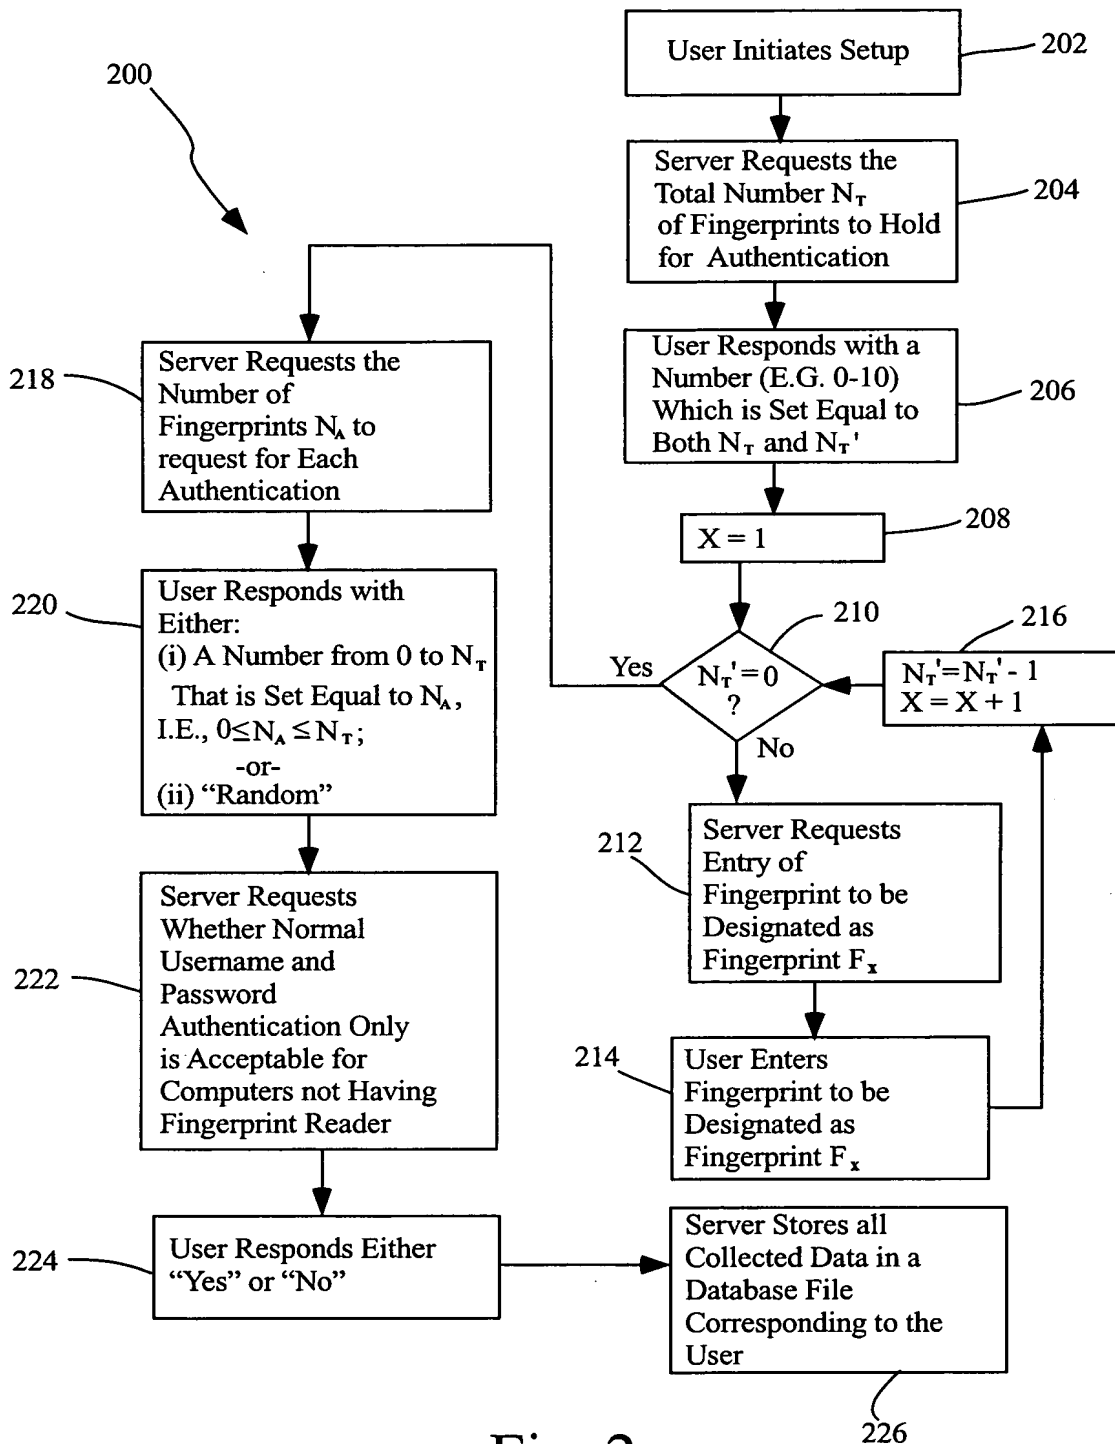 200
User Initiates Setup
202
Server Requests the
Total Number N_T
of Fingerprints to Hold
for Authentication
204
User Responds with a
Number (E.G. 0-10)
Which is Set Equal to
Both N_T and N_T'
206
X = 1
208
N_T'=0
?
210
Yes
No
N_T'=N_T' - 1
X = X + 1
216
Server Requests
Entry of
Fingerprint to be
Designated as
Fingerprint F_x
212
User Enters
Fingerprint to be
Designated as
Fingerprint F_x
214
Server Requests the
Number of
Fingerprints N_A to
request for Each
Authentication
218
User Responds with
Either:
(i) A Number from 0 to N_T
That is Set Equal to N_A,
I.E., 0≤N_A≤N_T;
-or-
(ii) “Random”
220
Server Requests
Whether Normal
Username and
Password
Authentication Only
is Acceptable for
Computers not Having
Fingerprint Reader
222
User Responds Either
“Yes” or “No”
224
Server Stores all
Collected Data in a
Database File
Corresponding to the
User
226